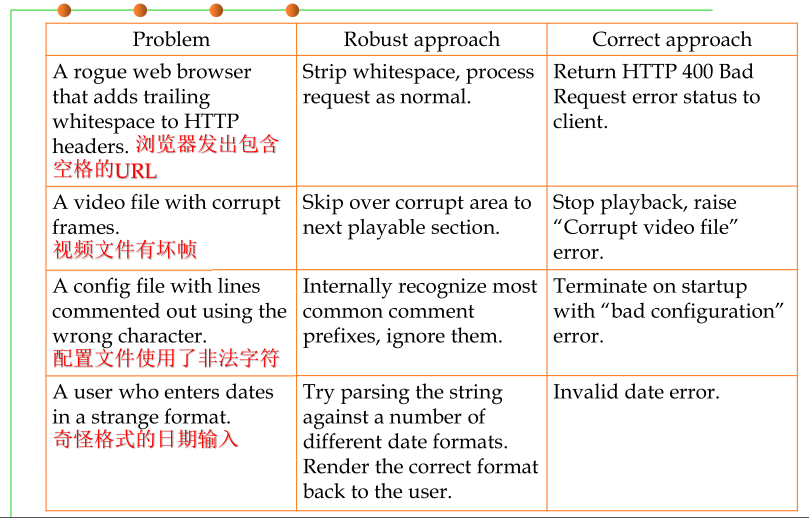 Problem
Robust approach
Correct approach
A rogue web browser
that adds trailing
whitespace to HTTP
headers. 浏览器发出包含
空格的URL
Strip whitespace, process
request as normal.
Return HTTP 400 Bad
Request error status to
client.
A video file with corrupt
frames.
视频文件有坏帧
Skip over corrupt area to
next playable section.
Stop playback, raise
“Corrupt video file”
error.
A config file with lines
commented out using the
wrong character.
配置文件使用了非法字符
Internally recognize most
common comment
prefixes, ignore them.
Terminate on startup
with “bad configuration”
error.
A user who enters dates
in a strange format.
奇怪格式的日期输入
Try parsing the string
against a number of
different date formats.
Render the correct format
back to the user.
Invalid date error.